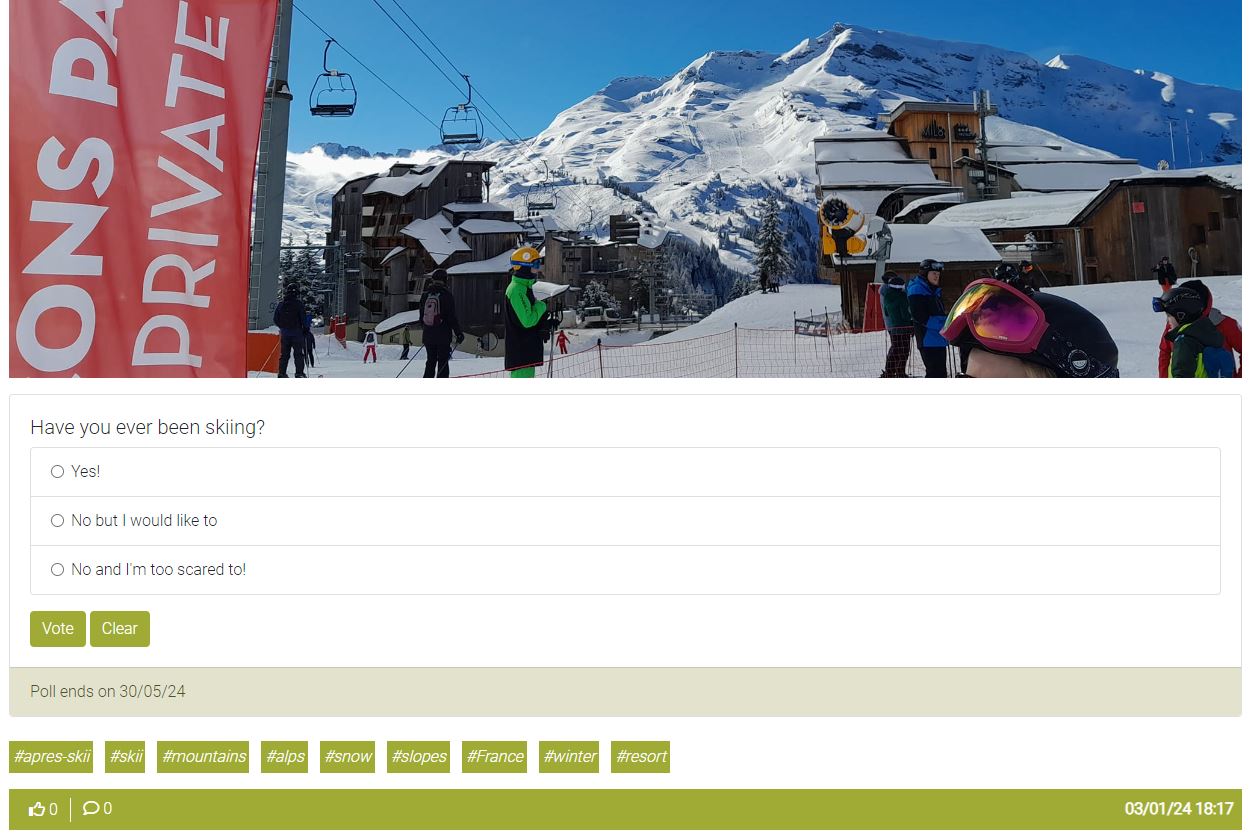 ONS PA
PRIVATE
MIL8
Have you ever been skiing?
Yes!
No but I would like to
No and I'm too scared to!
Vote Clear
Poll ends on 30/05/24
#apres-skii #skii #mountains #alps #snow #slopes #France #winter #resort
0 0 03/01/24 18:17